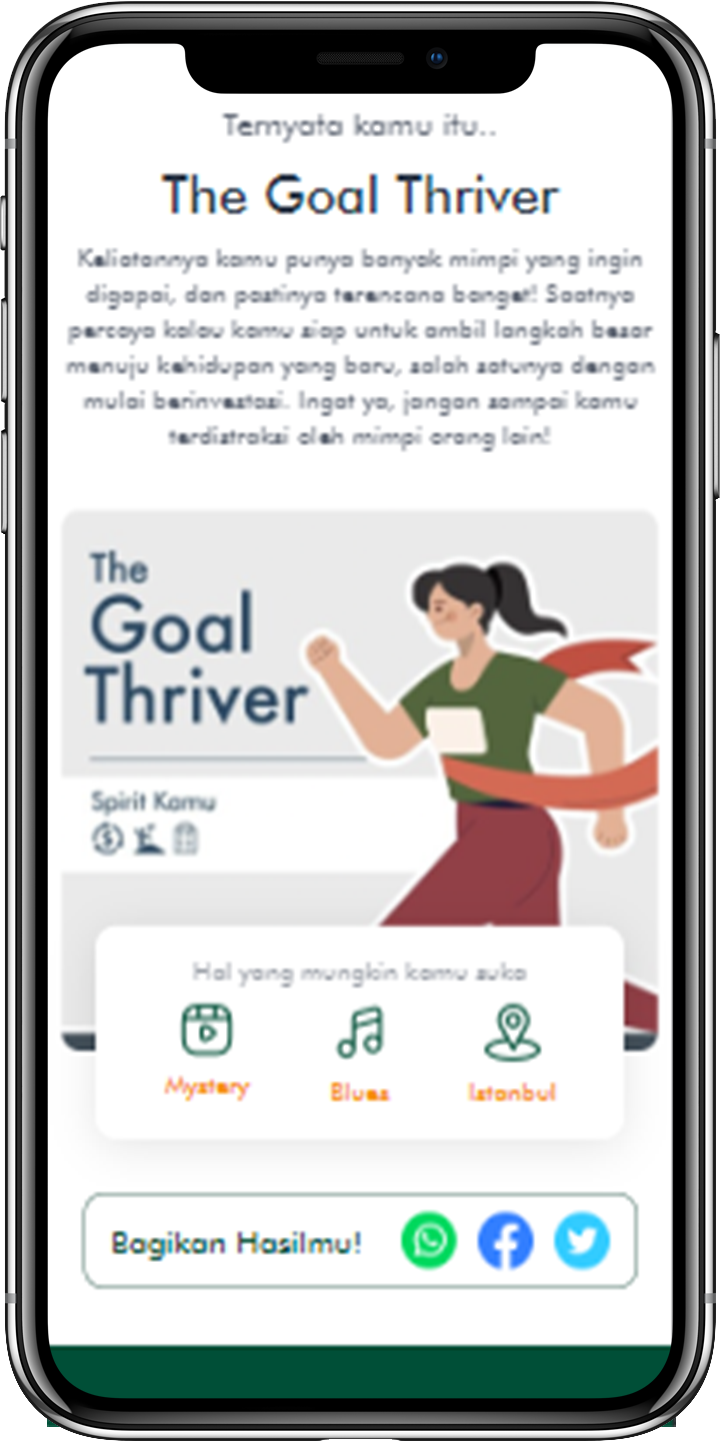 Ternyata kamu itu..
The Goal Thriver
Keliatannya kamu punya banyak mimpi yang ingin
digapai, dan pastinya terencana banget! Saatnya
percaya kalau kamu siap untuk ambil langkah besar
menuju kehidupan yang baru, salah satunya dengan
mulai berinvestasi. Ingat ya, jangan sampai kamu
terdistraksi oleh mimpi orang lain!
The
Goal
Thriver
Spirit Kamu
Hal yang mungkin kamu suka
Mystery Blues Istanbul
Bagikan Hasilmu!